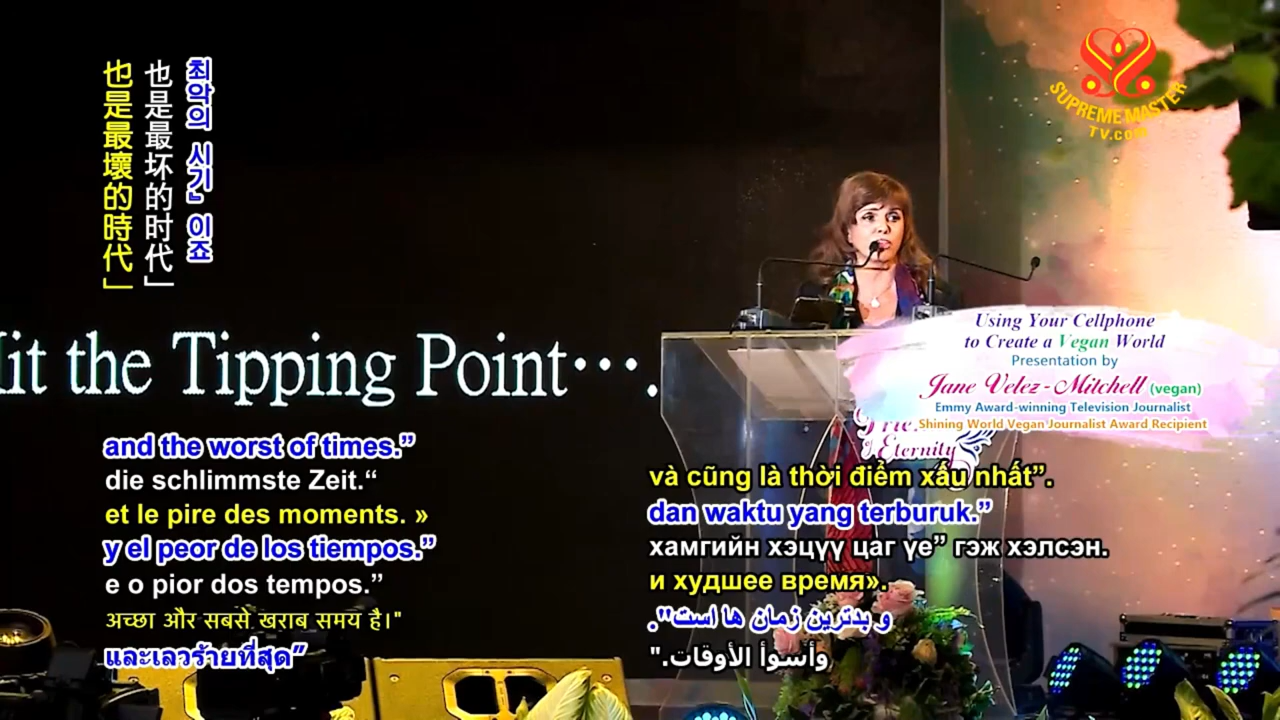 최악의 시기』이죠
也是最坏的时代」
也是最壞的時代」
SUPREME MASTER
TV.COM
it the Tipping Point….
Using Your Cellphone
to Create a Vegan World
Presentation by
Jane Velez-Mitchell (vegan)
Emmy Award-winning Television Journalist
Shining World Vegan Journalist Award Recipient
of Eternity
and the worst of times.”
die schlimmste Zeit.“
et le pire des moments. »
y el peor de los tiempos.”
e o pior dos tempos.”
अच्छा और सबसे खराब समय है।"
และเลวร้ายที่สุด”
và cũng là thời điểm xấu nhất”.
dan waktu yang terburuk.”
хамгийн хэцүү цаг үе” гэж хэлсэн.
и худшее время».
و بدترین زمان ها است".
وأسوأ الأوقات."